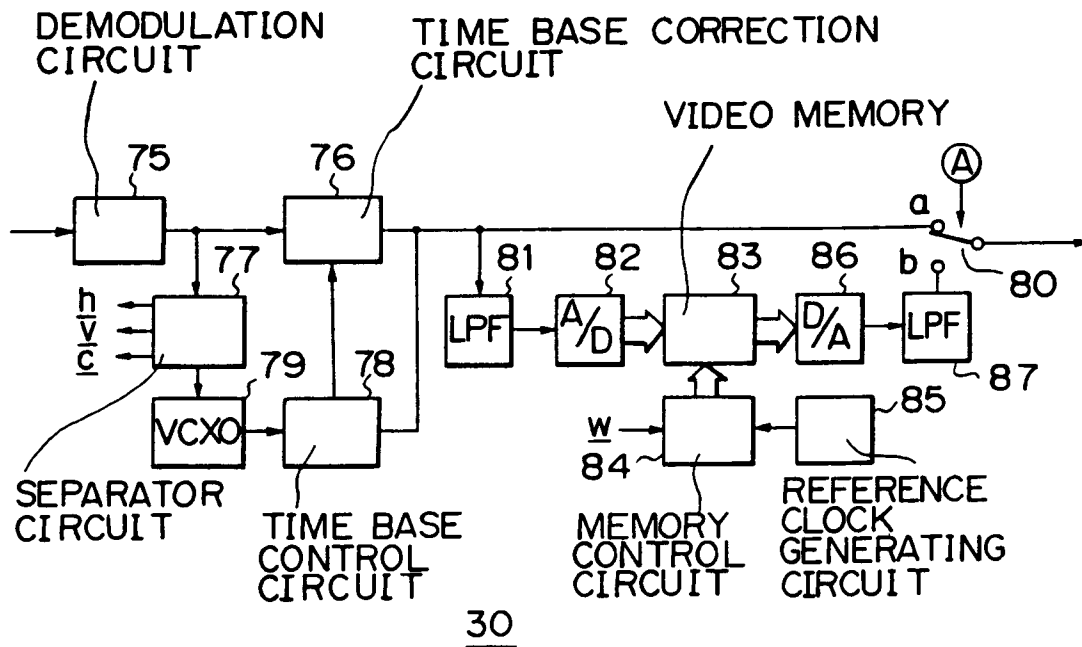 DEMODULATION
CIRCUIT
TIME BASE CORRECTION
CIRCUIT
VIDEO MEMORY
75
76
A
a
77
81
82
83
86
b
80
h
v
c
LPF
A/D
D/A
LPF
79
78
87
VCXO
w
85
84
SEPARATOR
CIRCUIT
TIME BASE
CONTROL
CIRCUIT
MEMORY
CONTROL
CIRCUIT
REFERENCE
CLOCK
GENERATING
CIRCUIT
30